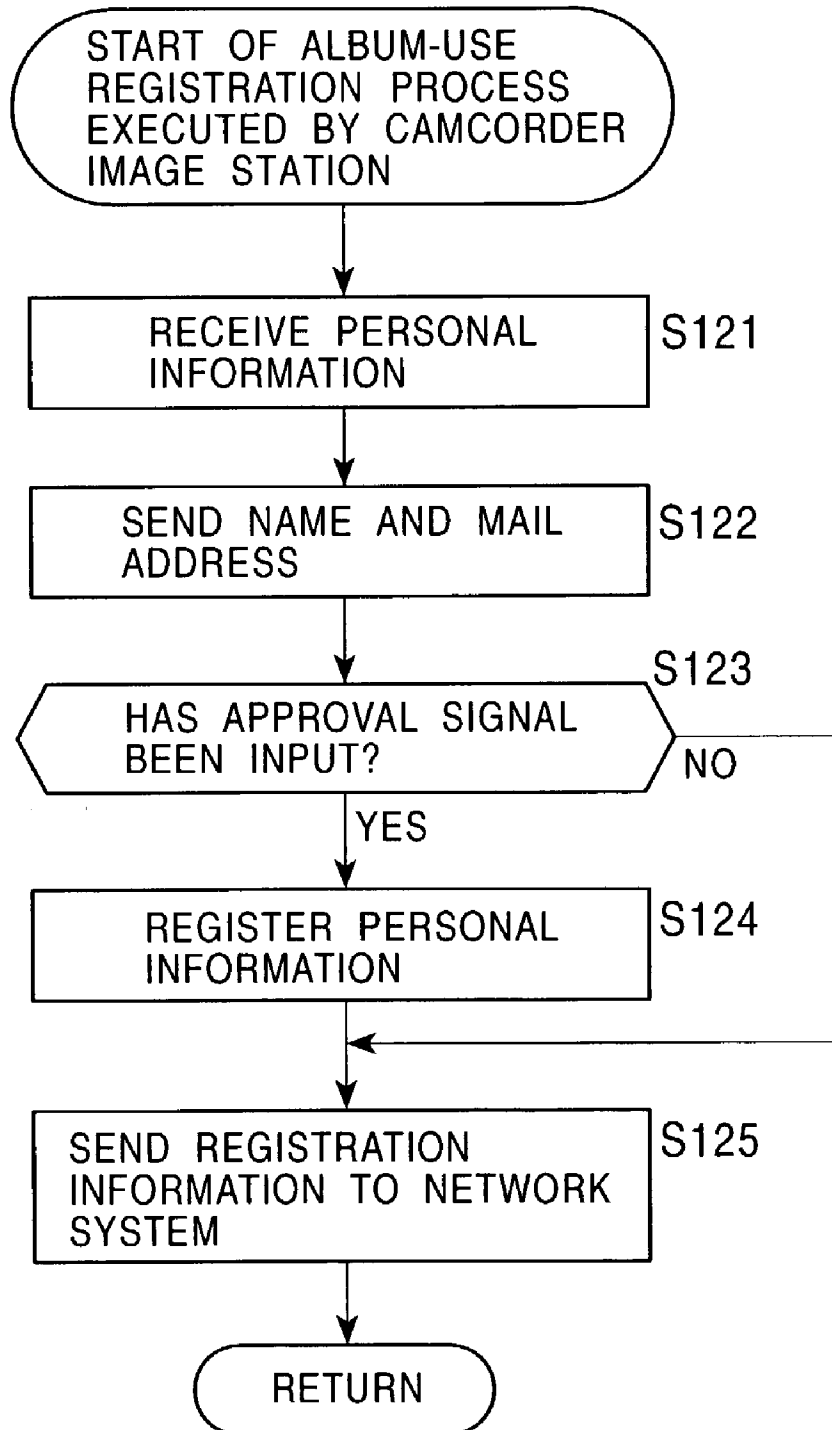 START OF ALBUM-USE
REGISTRATION PROCESS
EXECUTED BY CAMCORDER
IMAGE STATION
RECEIVE PERSONAL
INFORMATION
S121
SEND NAME AND MAIL
ADDRESS
S122
S123
HAS APPROVAL SIGNAL
BEEN INPUT?
NO
YES
REGISTER PERSONAL
INFORMATION
S124
SEND REGISTRATION
INFORMATION TO NETWORK
SYSTEM
S125
RETURN